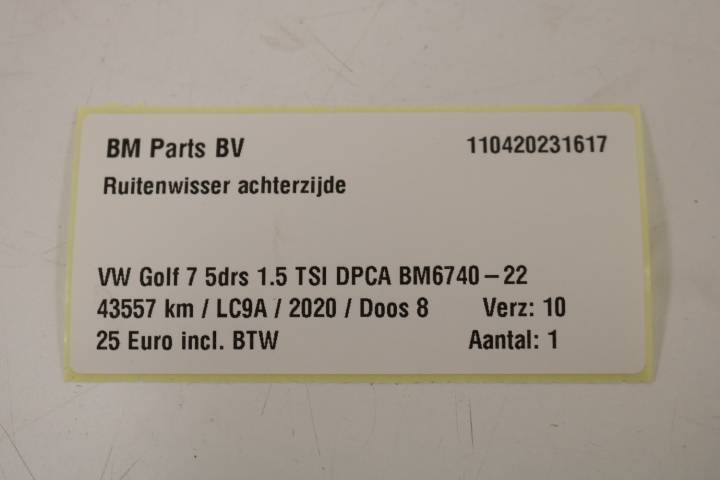 BM Parts BV 110420231617
Ruitenwisser achterzijde
VW Golf 7 5drs 1.5 TSI DPCA BM6740-22
43557 km / LC9A / 2020 / Doos 8 Verz: 10
25 Euro incl. BTW Aantal: 1